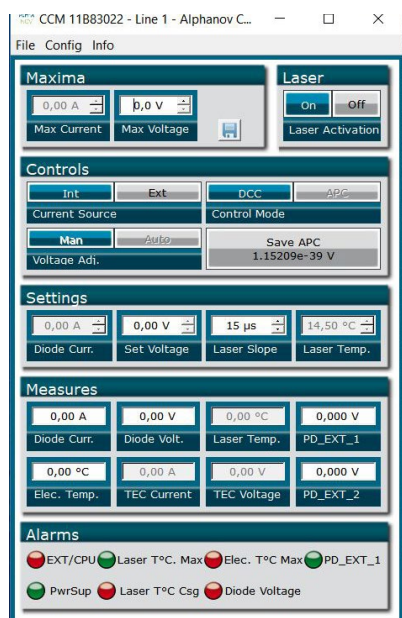 CCM 11B83022 - Line 1 - Alphanov C...
File Config Info
Maxima
Laser
0,00 A
0,0 V
On Off
Max Current Max Voltage
Laser Activation
Controls
Int Ext
DCC APC
Current Source
Control Mode
Man Auto
Save APC
1.15209e-39 V
Voltage Adj.
Settings
0,00 A 0,00 V 15 µs 14,50 °C
Diode Curr. Set Voltage Laser Slope Laser Temp.
Measures
0,00 A 0,00 V 0,00 °C 0,000 V
Diode Curr. Diode Volt. Laser Temp. PD_EXT_1
0,00 °C 0,00 A 0,00 V 0,000 V
Elec. Temp. TEC Current TEC Voltage PD_EXT_2
Alarms
EXT/CPU Laser T°C. Max Elec. T°C Max PD_EXT_1
PwrSup Laser T°C Csg Diode Voltage